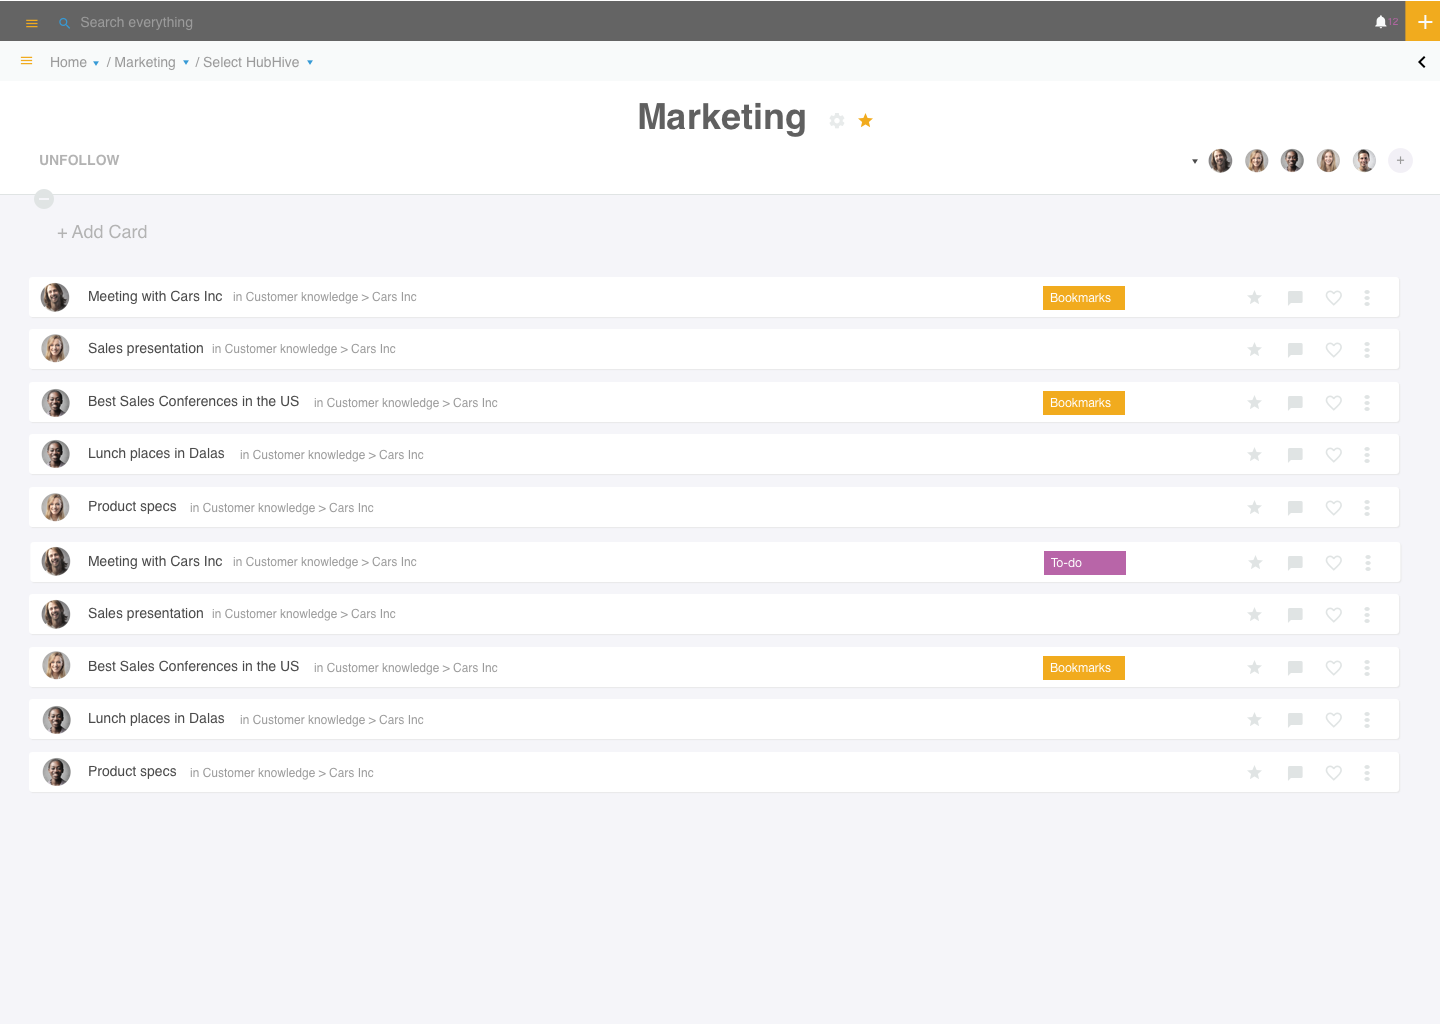 Search everything
12
Home / Marketing / Select HubHive
Marketing
UNFOLLOW
+
+ Add Card
Meeting with Cars Inc in Customer knowledge > Cars Inc Bookmarks
Sales presentation in Customer knowledge > Cars Inc
Best Sales Conferences in the US in Customer knowledge > Cars Inc Bookmarks
Lunch places in Dalas in Customer knowledge > Cars Inc
Product specs in Customer knowledge > Cars Inc
Meeting with Cars Inc in Customer knowledge > Cars Inc To-do
Sales presentation in Customer knowledge > Cars Inc
Best Sales Conferences in the US in Customer knowledge > Cars Inc Bookmarks
Lunch places in Dalas in Customer knowledge > Cars Inc
Product specs in Customer knowledge > Cars Inc